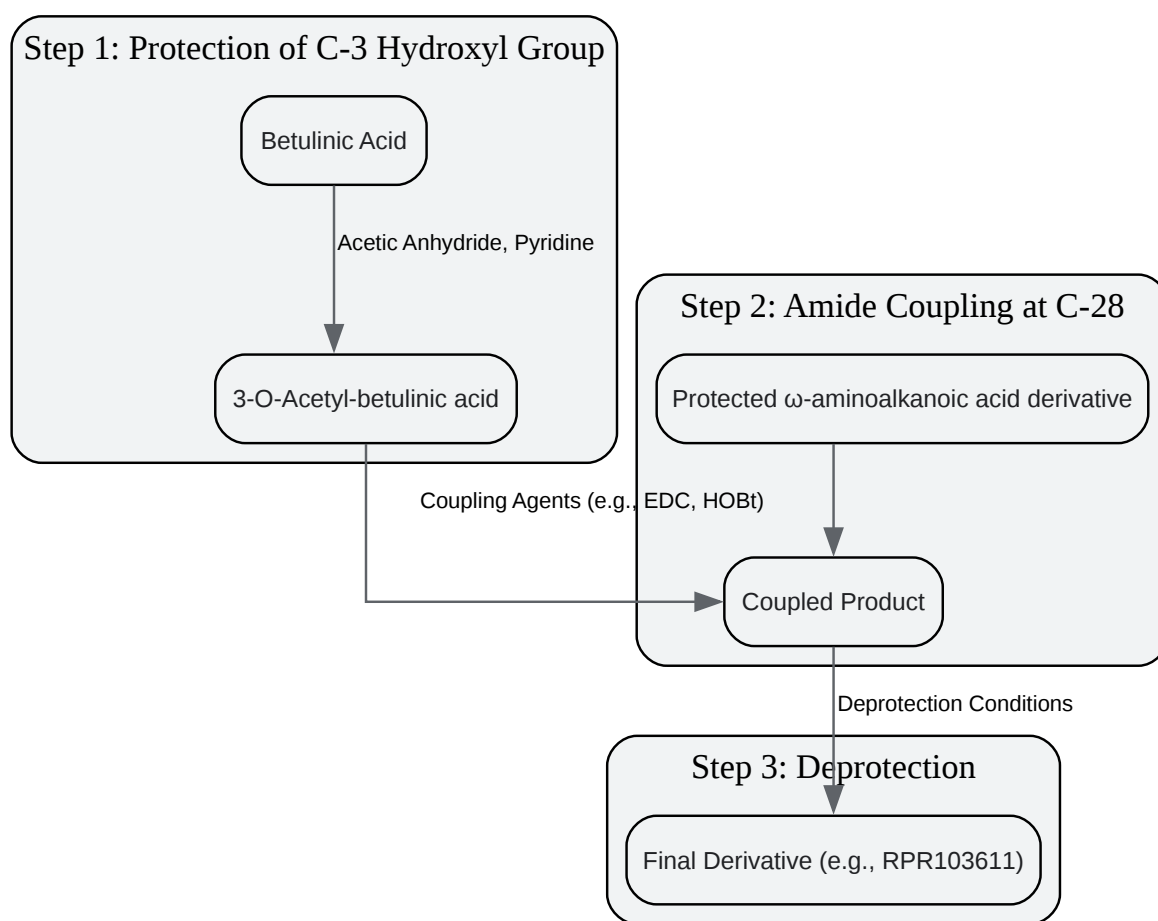 Step 1: Protection of C-3 Hydroxyl Group
Betulinic Acid
Acetic Anhydride, Pyridine
3-O-Acetyl-betulinic acid
Step 2: Amide Coupling at C-28
Protected ω-aminoalkanoic acid derivative
Coupling Agents (e.g., EDC, HOBt)
Coupled Product
Deprotection Conditions
Step 3: Deprotection
Final Derivative (e.g., RPR103611)